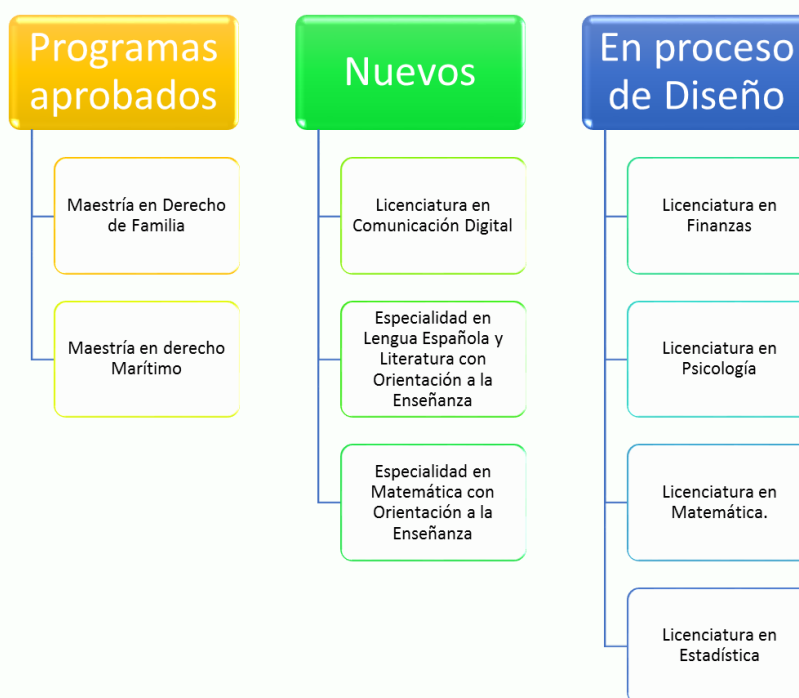 Programas
aprobados
Maestría en Derecho
de Familia
Maestría en derecho
Marítimo
Nuevos
Licenciatura en
Comunicación Digital
Especialidad en
Lengua Española y
Literatura con
Orientación a la
Enseñanza
Especialidad en
Matemática con
Orientación a la
Enseñanza
En proceso
de Diseño
Licenciatura en
Finanzas
Licenciatura en
Psicología
Licenciatura en
Matemática.
Licenciatura en
Estadística